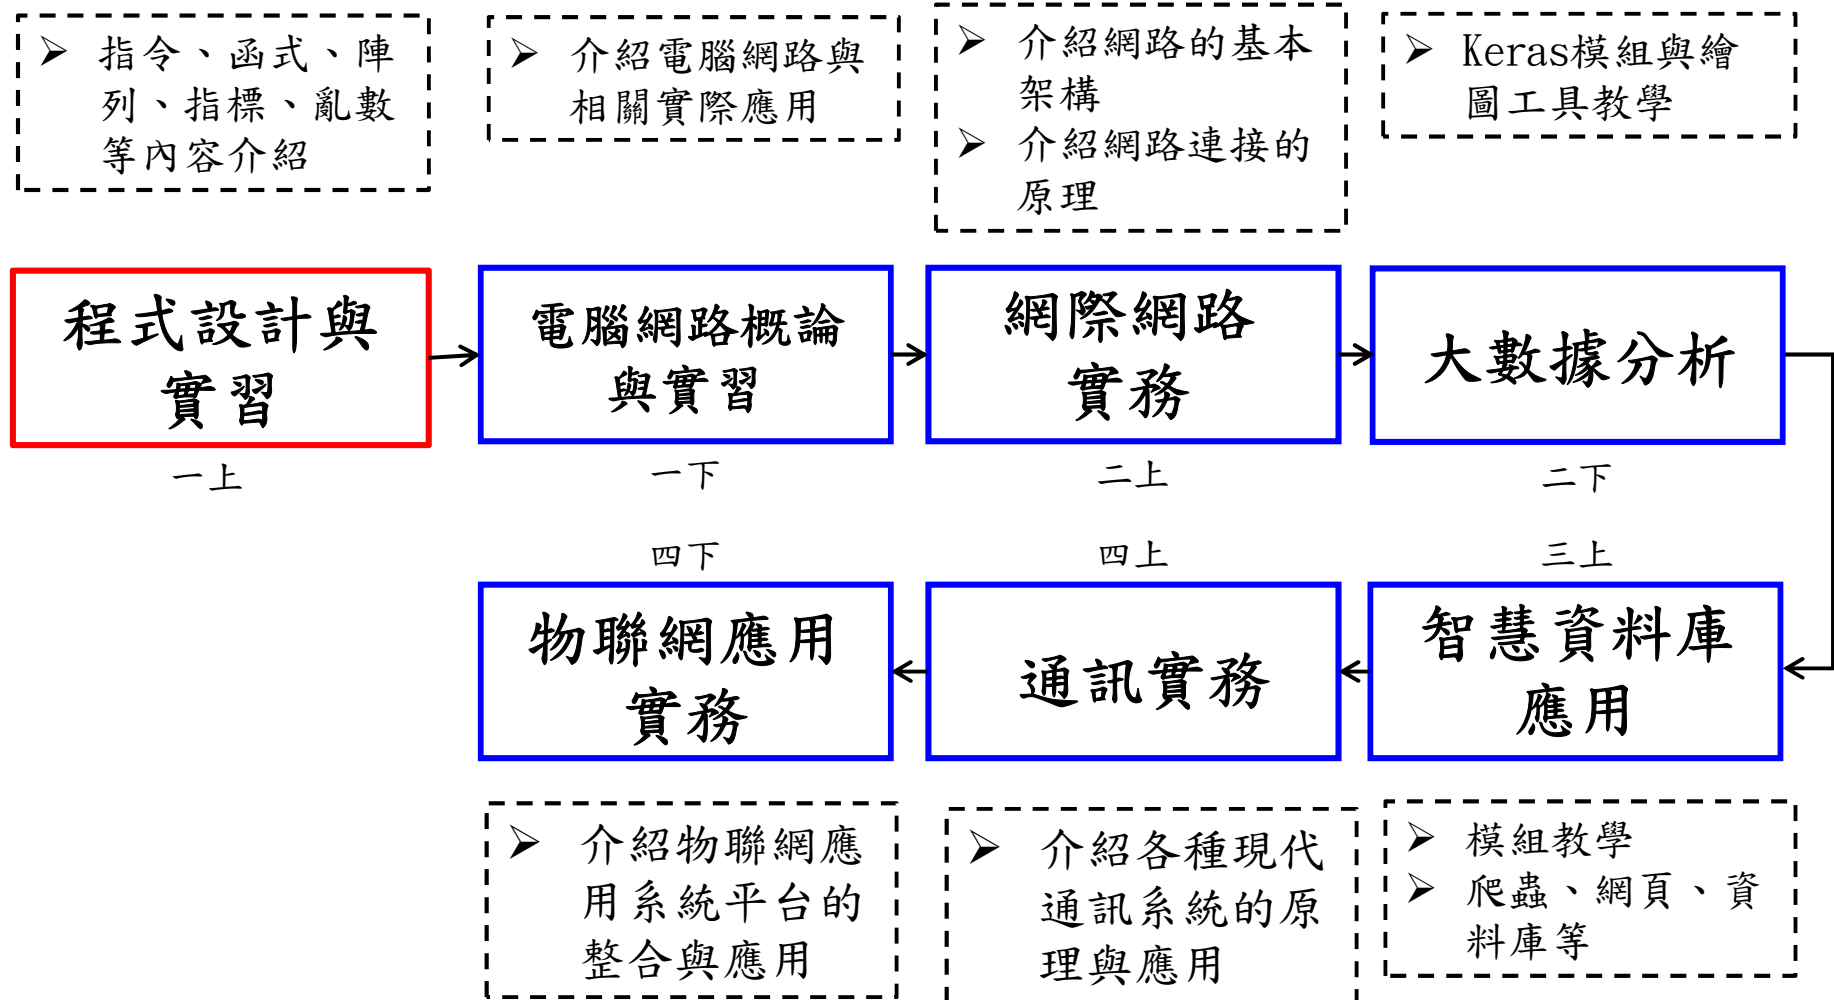 ➢ 指令、函式、陣
列、指標、亂數
等內容介紹
➢ 介紹電腦網路與
相關實際應用
➢ 介紹網路的基本
架構
➢ 介紹網路連接的
原理
➢ Keras模組與繪
圖工具教學
程式設計與
實習
電腦網路概論
與實習
網際網路
實務
大數據分析
一上
一下
二上
二下
四下
四上
三上
物聯網應用
實務
通訊實務
智慧資料庫
應用
➢ 介紹物聯網應
用系統平台的
整合與應用
➢ 介紹各種現代
通訊系統的原
理與應用
➢ 模組教學
➢ 爬蟲、網頁、資
料庫等